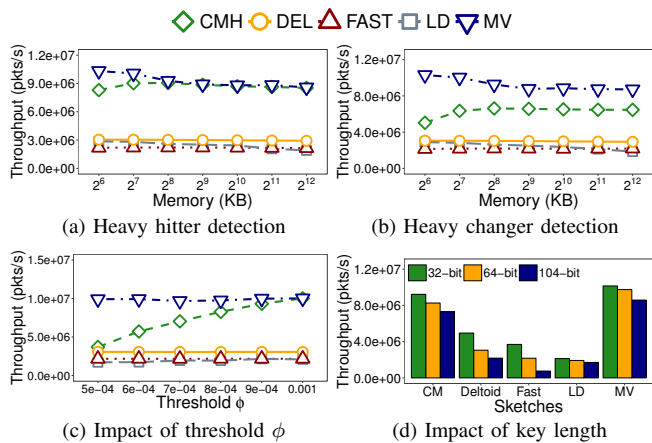 CMH DEL FAST LD MV
Throughput (pkts/s)
1.2e+07
9.0e+06
6.0e+06
3.0e+06
0.0e+00
2^6 2^7 2^8 2^9 2^10 2^11 2^12
Memory (KB)
(a) Heavy hitter detection
Throughput (pkts/s)
1.2e+07
8.0e+06
4.0e+06
0.0e+00
2^6 2^7 2^8 2^9 2^10 2^11 2^12
Memory (KB)
(b) Heavy changer detection
Throughput (pkts/s)
1.5e+07
1.0e+07
5.0e+06
0.0e+00
5e−04 6e−04 7e−04 8e−04 9e−04 0.001
Threshold ϕ
(c) Impact of threshold ϕ
Throughput (pkts/s)
1.2e+07
8.0e+06
4.0e+06
0.0e+00
32−bit 64−bit 104−bit
CM Deltoid Fast LD MV
Sketches
(d) Impact of key length